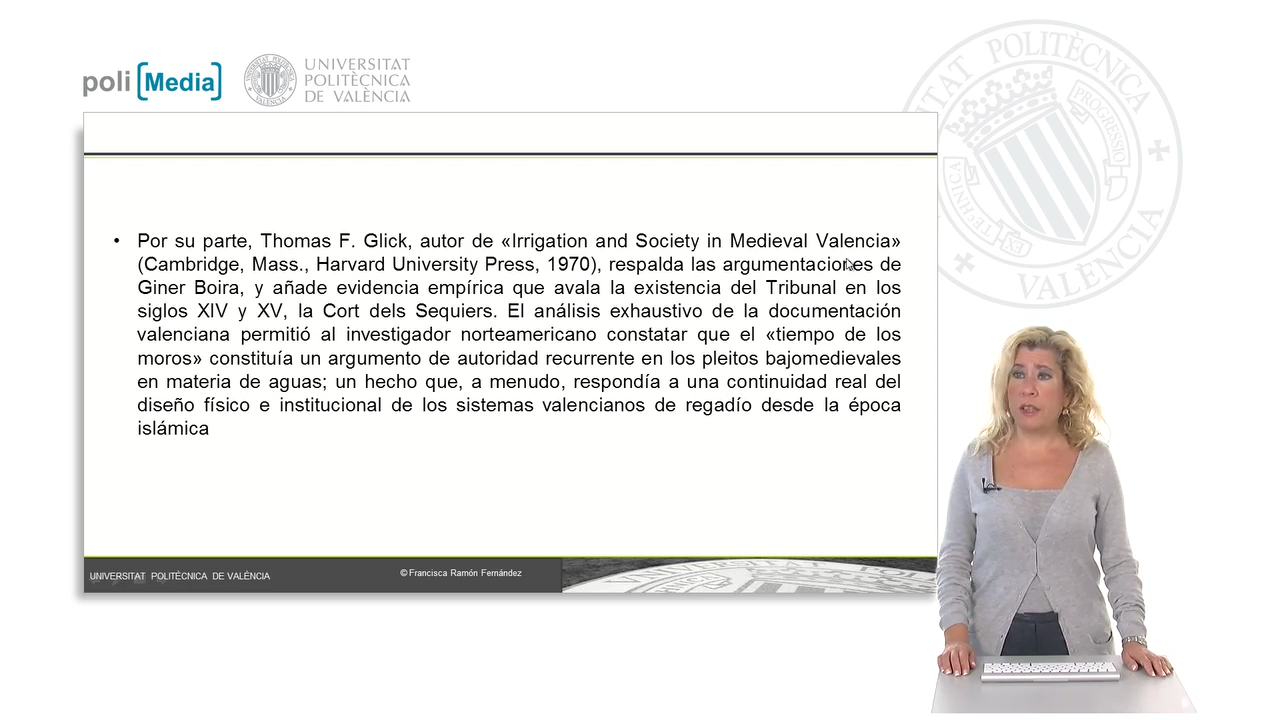 poli [Media]
UNIVERSITAT
POLITÈCNICA
DE VALÈNCIA
• Por su parte, Thomas F. Glick, autor de «Irrigation and Society in Medieval Valencia»
(Cambridge, Mass., Harvard University Press, 1970), respalda las argumentaciones de
Giner Boira, y añade evidencia empírica que avala la existencia del Tribunal en los
siglos XIV y XV, la Cort dels Sequiers. El análisis exhaustivo de la documentación
valenciana permitió al investigador norteamericano constatar que el «tiempo de los
moros» constituía un argumento de autoridad recurrente en los pleitos bajomedievales
en materia de aguas; un hecho que, a menudo, respondía a una continuidad real del
diseño físico e institucional de los sistemas valencianos de regadío desde la época
islámica
UNIVERSITAT POLITÈCNICA DE VALÈNCIA
© Francisca Ramón Fernández
POLITÈCNICA
VALÈNCIA
PROGRESSIO
EX TECHNICA